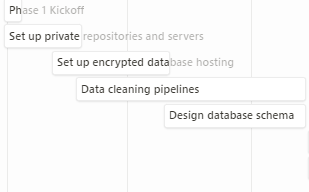 Phase 1 Kickoff
Set up private repositories and servers
Set up encrypted database hosting
Data cleaning pipelines
Design database schema